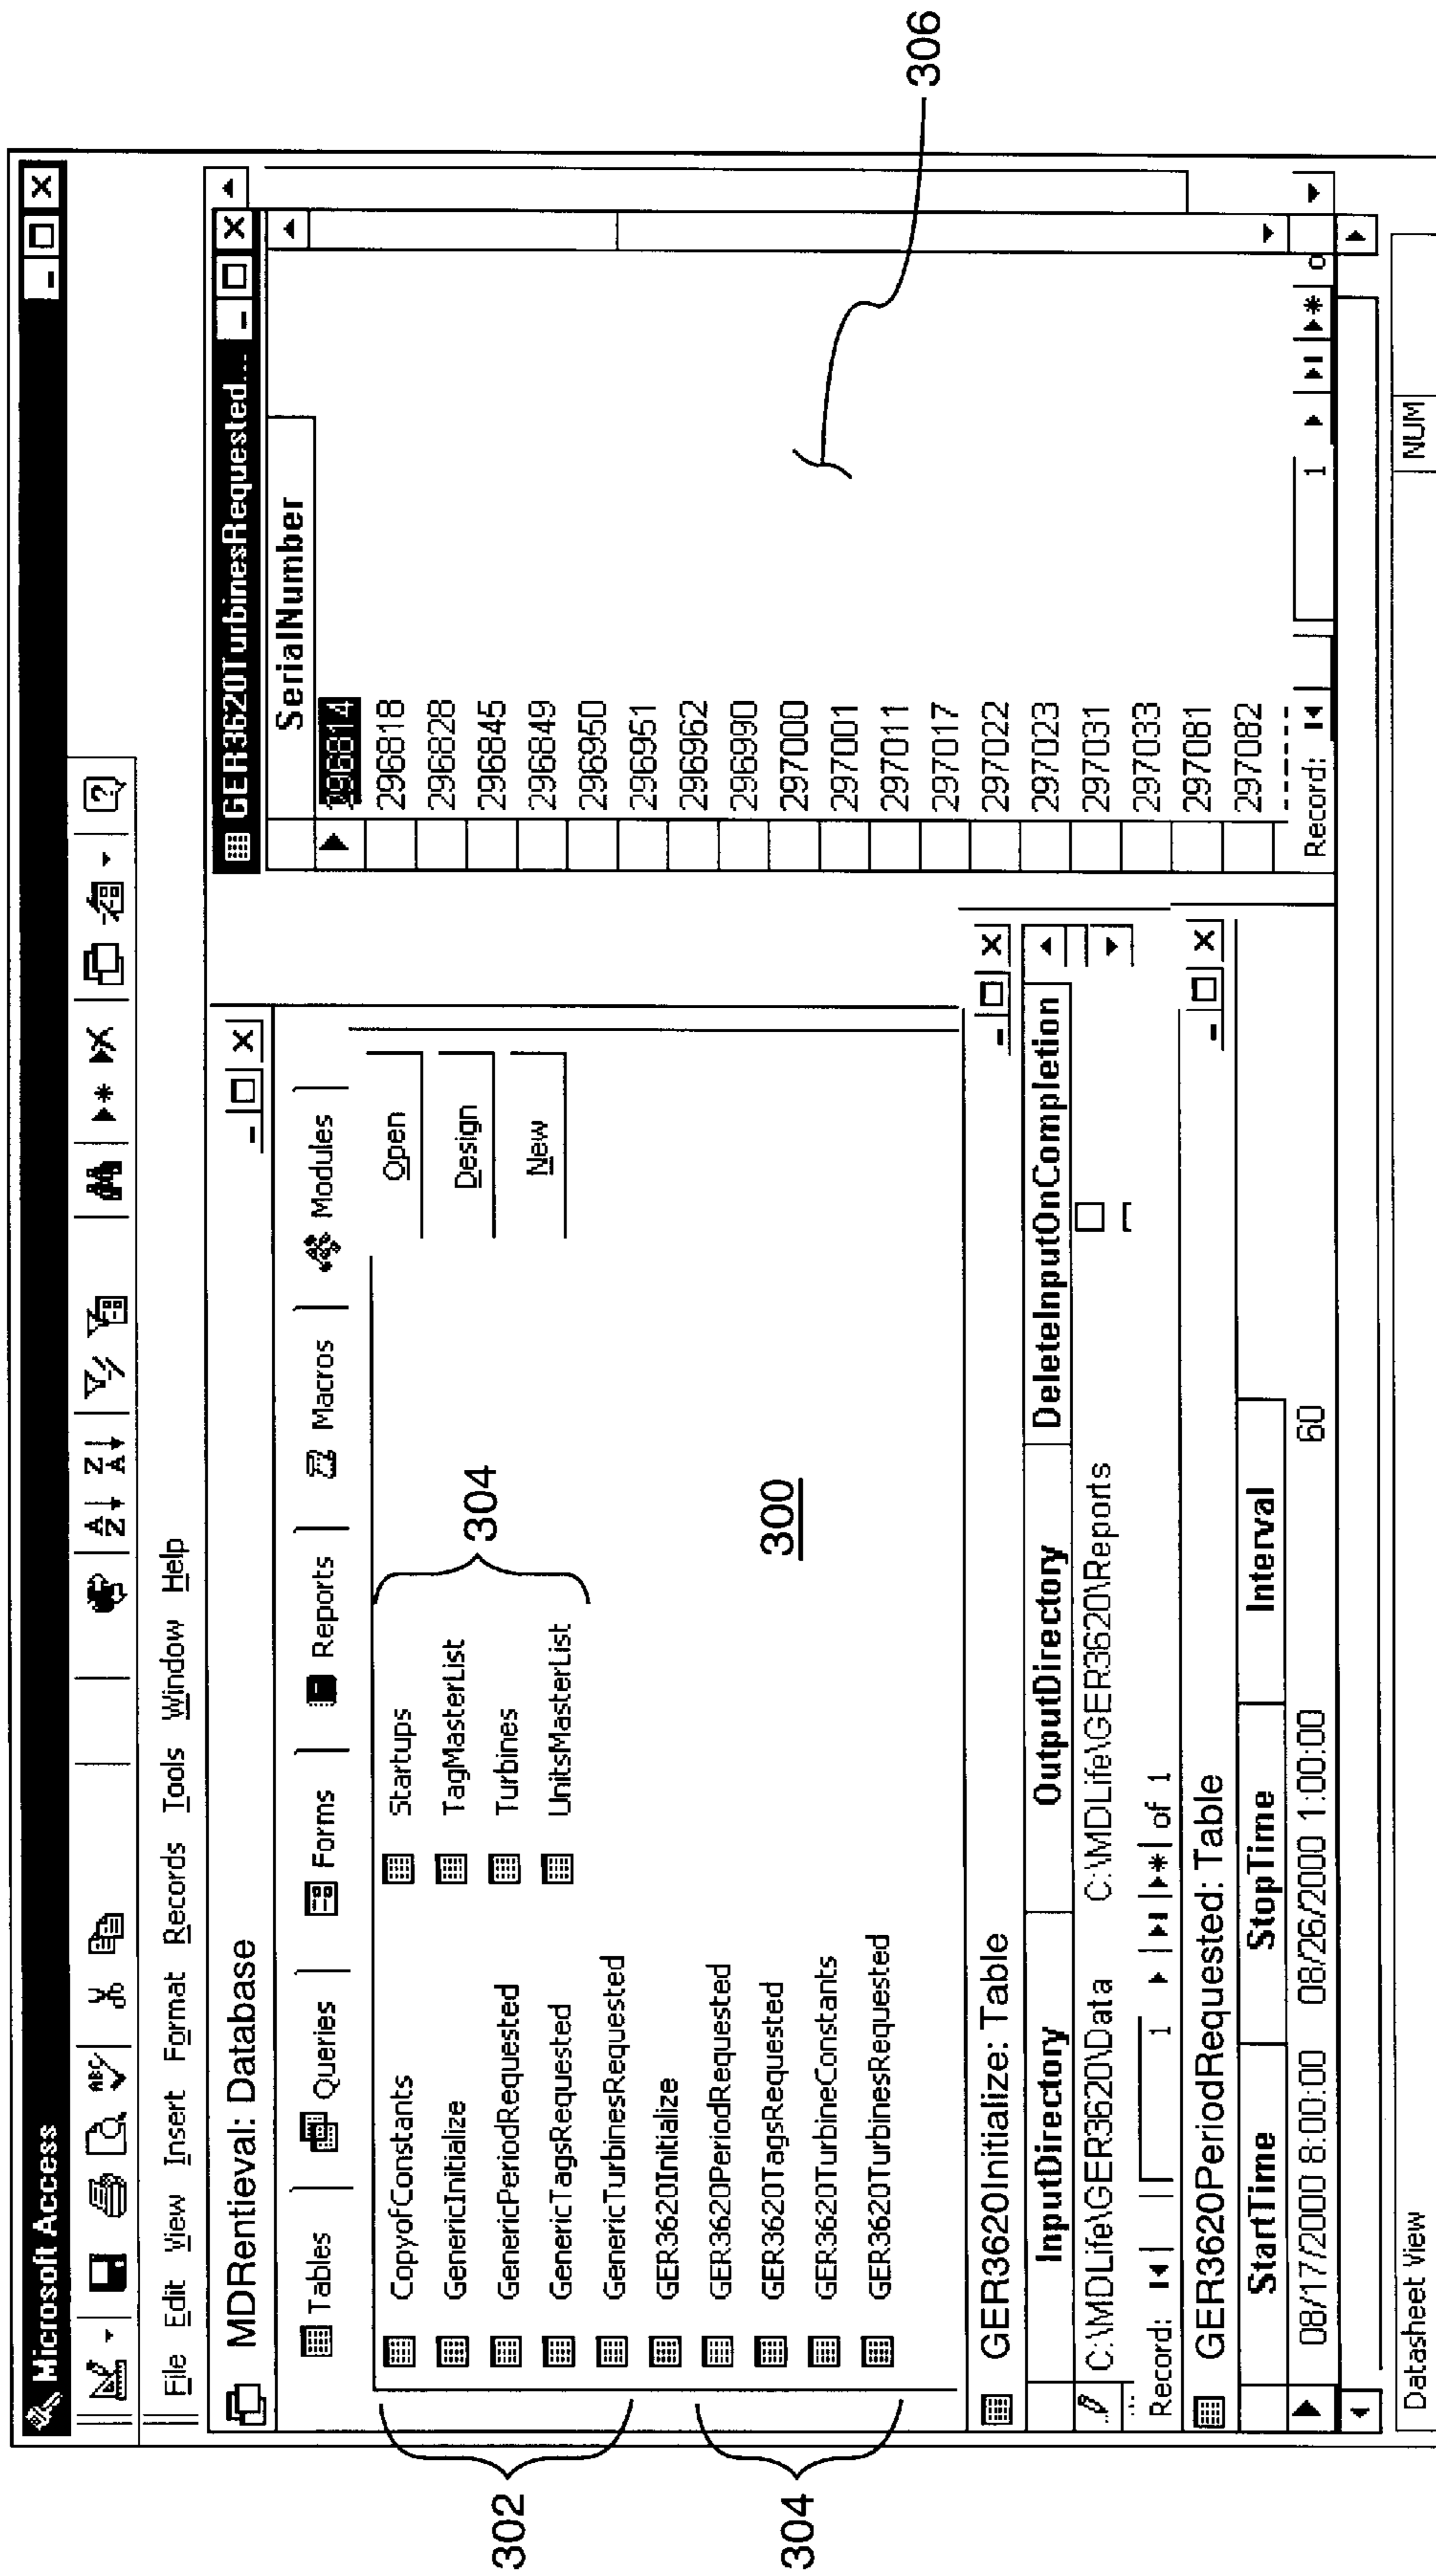 Microsoft Access
File Edit View Insert Format Records Tools Window Help
MDRentieval: Database
Tables Queries Forms Reports Macros Modules
CopyofConstants
GenericInitialize
GenericPeriodRequested
GenericTagsRequested
GenericTurbinesRequested
GER3620Initialize
GER3620PeriodRequested
GER3620TagsRequested
GER3620TurbineConstants
GER3620TurbinesRequested
Startups
TagMasterList
Turbines
UnitsMasterList
Open
Design
New
302
304
304
300
GER3620Initialize: Table
InputDirectory OutputDirectory DeleteInputOnCompletion
C:\MDLife\GER3620\Data C:\MDLife\GER3620\Reports
Record: 1 of 1
GER3620PeriodRequested: Table
StartTime StopTime Interval
08/17/2000 8:00:00 08/26/2000 1:00:00 60
GER3620TurbinesRequested...
SerialNumber
296814
296818
296828
296845
296849
296950
296951
296962
296990
297000
297001
297011
297017
297022
297023
297031
297033
297081
297082
Record: 1 o
306
Datasheet View NUM